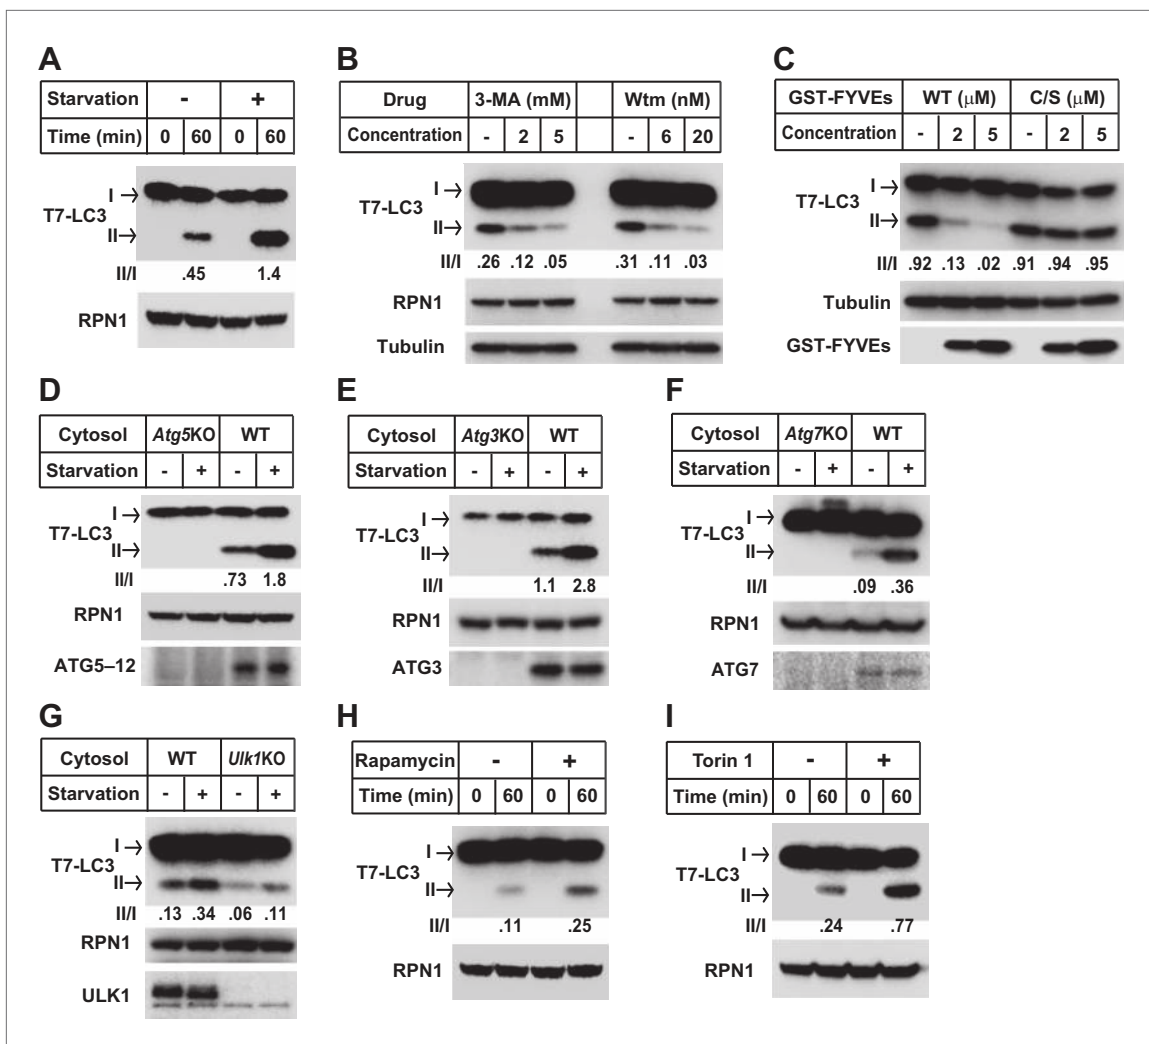 A
Starvation - +
Time (min) 0 60 0 60
I→
T7-LC3
II→
II/I .45 1.4
RPN1
B
Drug 3-MA (mM) Wtm (nM)
Concentration - 2 5 - 6 20
I→
T7-LC3
II→
II/I .26 .12 .05 .31 .11 .03
RPN1
Tubulin
C
GST-FYVEs WT (μM) C/S (μM)
Concentration - 2 5 - 2 5
I→
T7-LC3
II→
II/I .92 .13 .02 .91 .94 .95
Tubulin
GST-FYVEs
D
Cytosol Atg5KO WT
Starvation - + - +
I→
T7-LC3
II→
II/I .73 1.8
RPN1
ATG5–12
E
Cytosol Atg3KO WT
Starvation - + - +
I→
T7-LC3
II→
II/I 1.1 2.8
RPN1
ATG3
F
Cytosol Atg7KO WT
Starvation - + - +
I→
T7-LC3
II→
II/I .09 .36
RPN1
ATG7
G
Cytosol WT Ulk1KO
Starvation - + - +
I→
T7-LC3
II→
II/I .13 .34 .06 .11
RPN1
ULK1
H
Rapamycin - +
Time (min) 0 60 0 60
I→
T7-LC3
II→
II/I .11 .25
RPN1
I
Torin 1 - +
Time (min) 0 60 0 60
I→
T7-LC3
II→
II/I .24 .77
RPN1